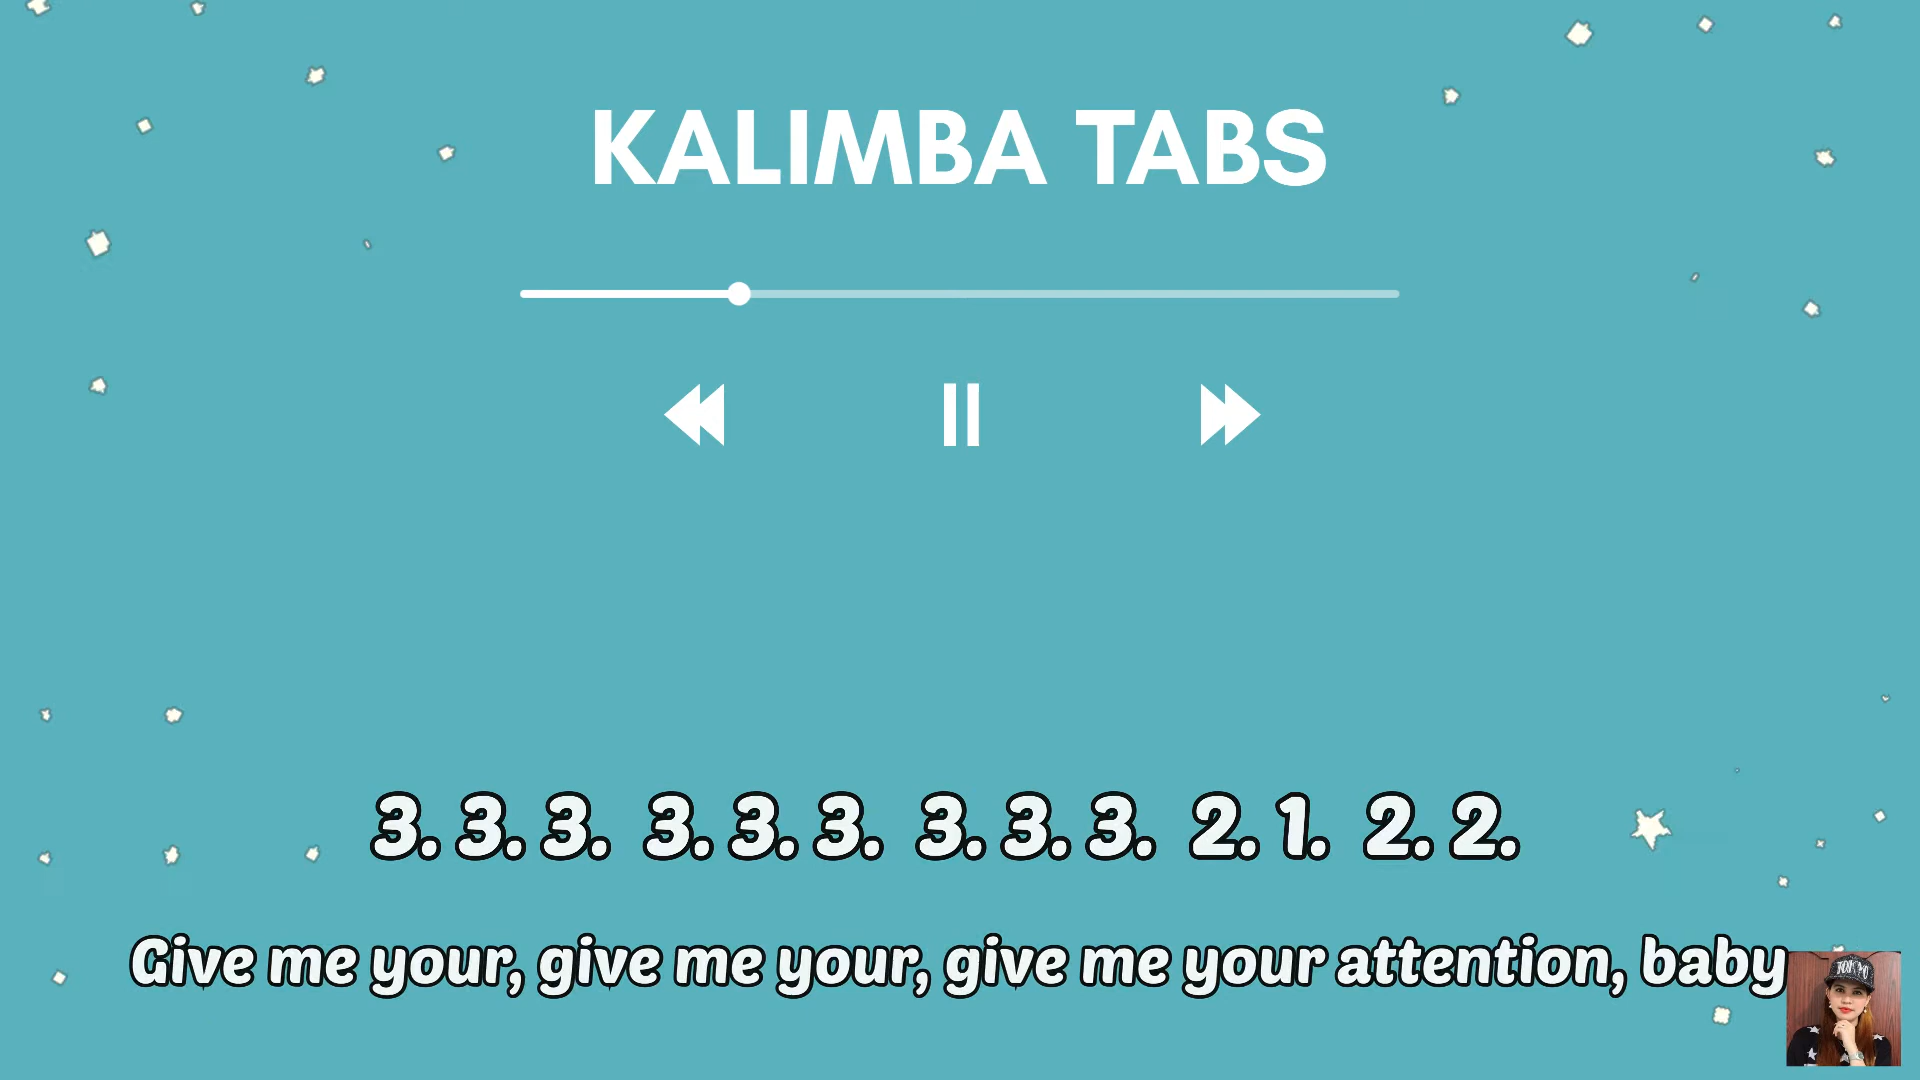 KALIMBA TABS
3. 3. 3. 3. 3. 3. 3. 3. 3. 2. 1. 2. 2.
Give me your, give me your, give me your attention, baby
TOKYO